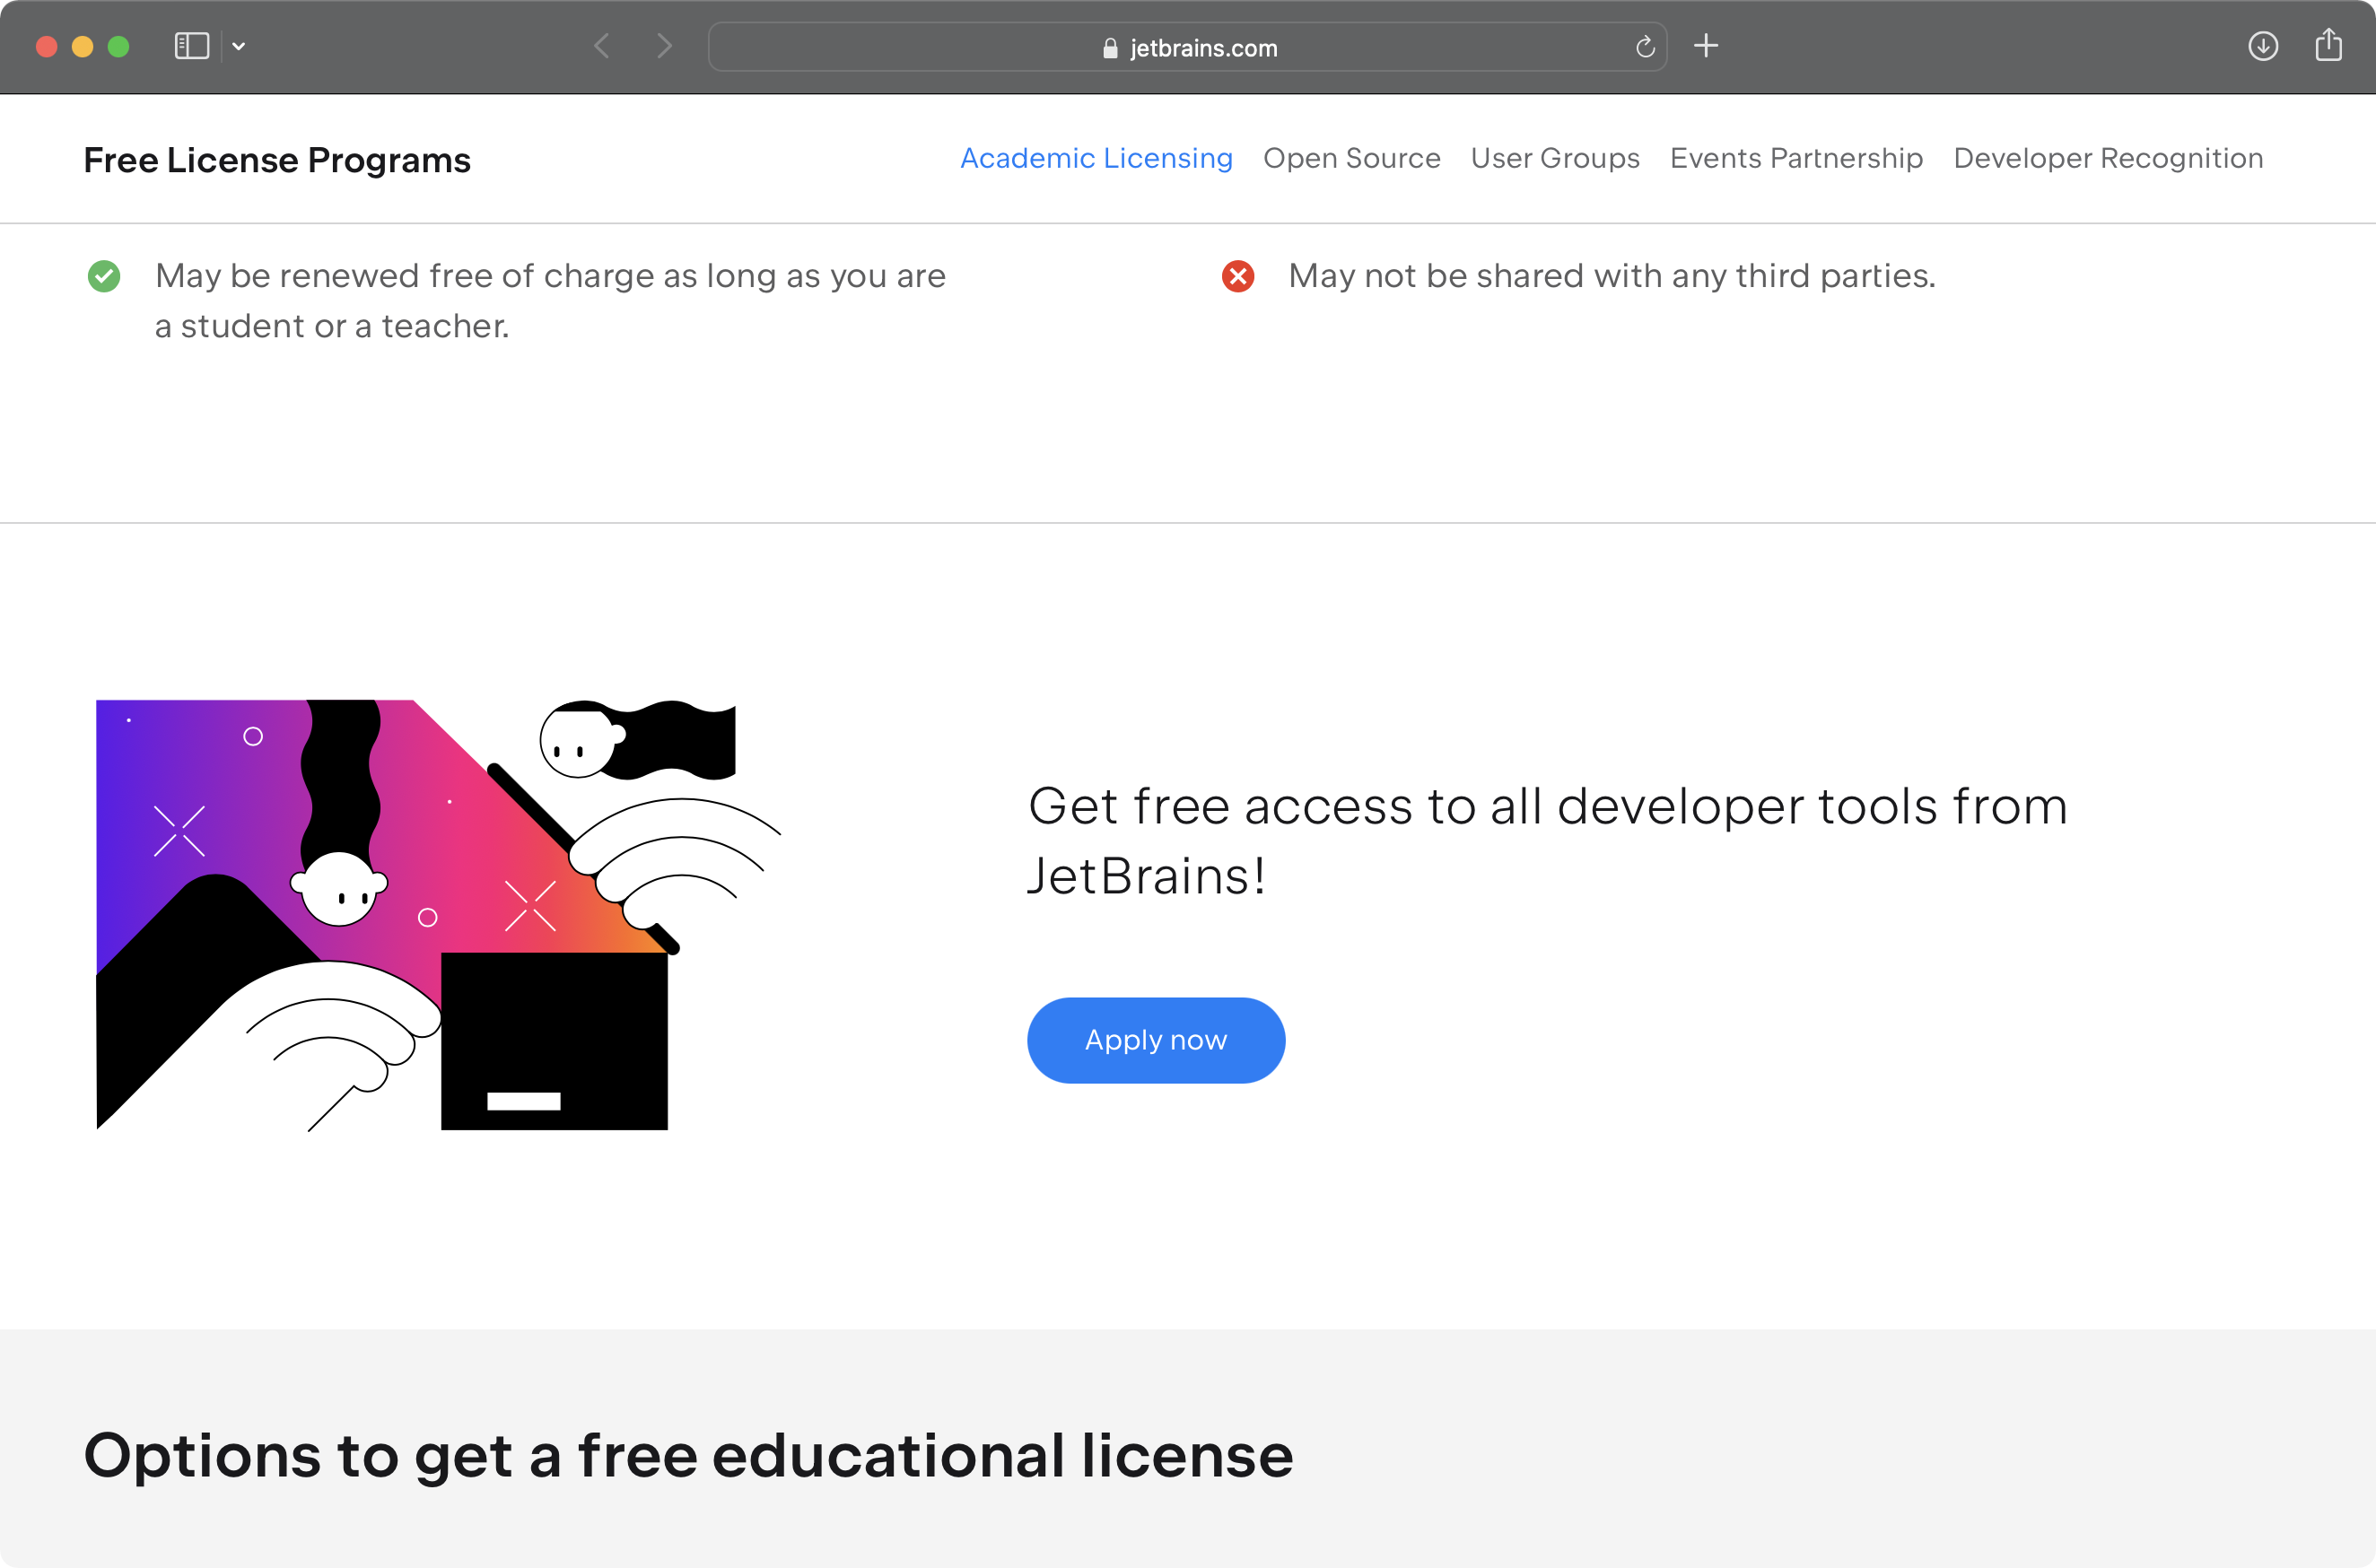 jetbrains.com
Free License Programs
Academic Licensing
Open Source
User Groups
Events Partnership
Developer Recognition
May be renewed free of charge as long as you are
a student or a teacher.
May not be shared with any third parties.
Get free access to all developer tools from
JetBrains!
Apply now
Options to get a free educational license